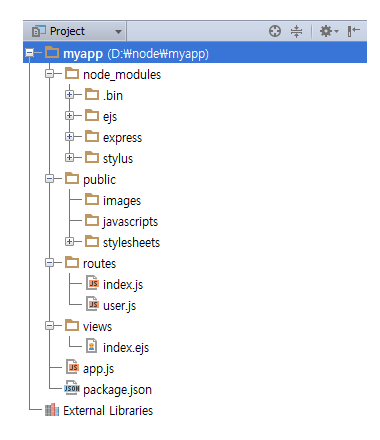 Project
myapp (D:₩node₩myapp)
node_modules
.bin
ejs
express
stylus
public
images
javascripts
stylesheets
routes
JS index.js
JS user.js
views
index.ejs
JS app.js
JSON package.json
External Libraries